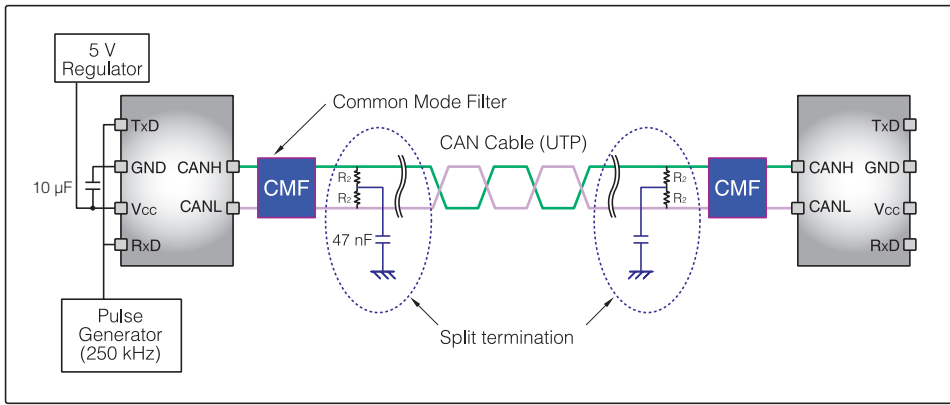 5 V
Regulator
TxD
GND
CANH
10 µF
Vcc
CANL
RxD
Pulse
Generator
(250 kHz)
Common Mode Filter
CMF
R2
R2
47 nF
CAN Cable (UTP)
Split termination
R2
R2
CMF
TxD
CANH
GND
CANL
Vcc
RxD